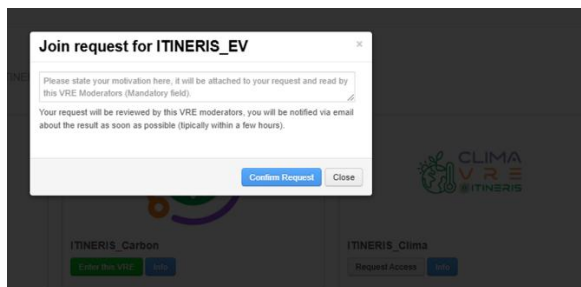 Join request for ITINERIS_EV
×
Please state your motivation here, it will be attached to your request and read by
this VRE Moderators (Mandatory field).
Your request will be reviewed by this VRE moderators, you will be notified via email
about the result as soon as possible (tipically within a few hours).
Confirm Request
Close
CLIMA
VRE
@ITINERIS
ITINERIS_Carbon
ITINERIS_Clima
Enter this VRE
Info
Request Access
Info